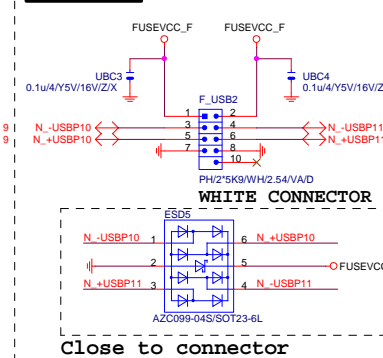 FUSEVCC_F FUSEVCC_F
UBC3 UBC4
0.1u/4/Y5V/16V/Z/X 0.1u/4/Y5V/16V/Z
F_USB2
1 2
9 N_-USBP10 3 4 N_-USBP11
9 N_+USBP10 5 6 N_+USBP11
7 8
10
PH/2*5K9/WH/2.54/VA/D
WHITE CONNECTOR
ESD5
N_-USBP10 1 6 N_+USBP10
2 5 FUSEVCC
N_+USBP11 3 4 N_-USBP11
AZC099-04S/SOT23-6L
Close to connector